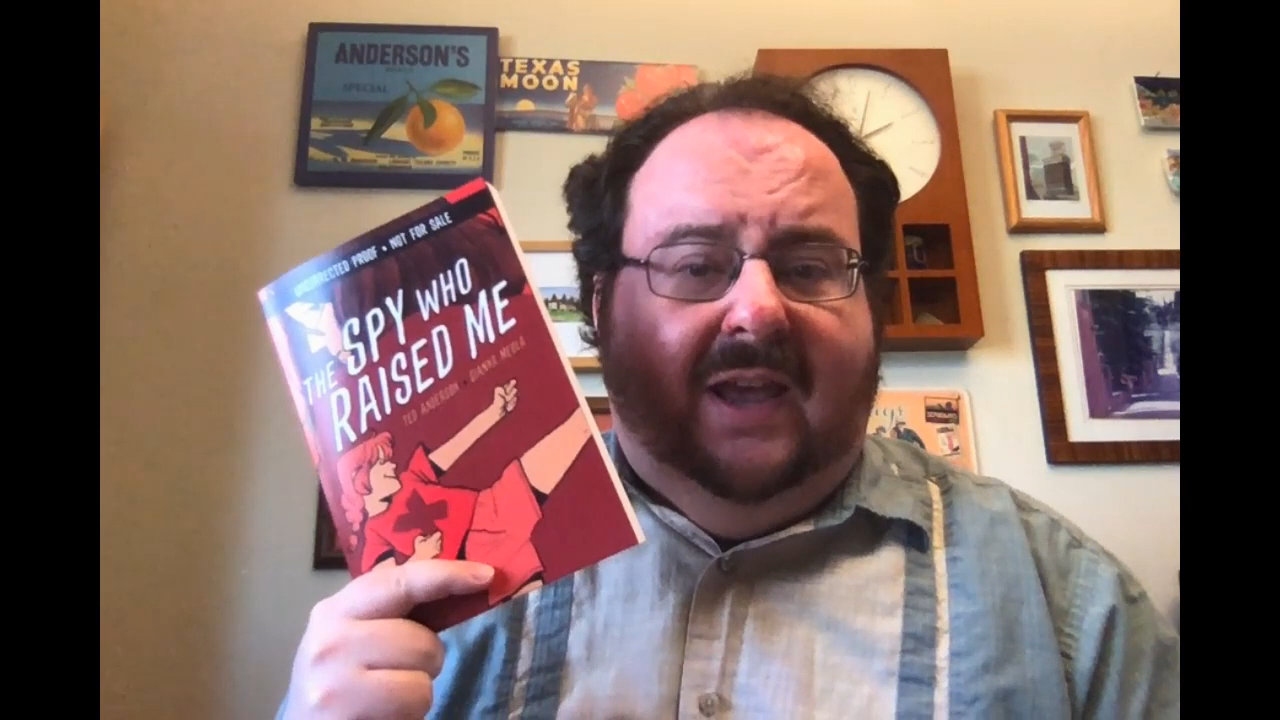 ANDERSON'S
SPECIAL
TEXAS
MOON
UNCORRECTED PROOF • NOT FOR SALE
THE SPY WHO
RAISED ME
TED ANDERSON • GIANNA MEOLA